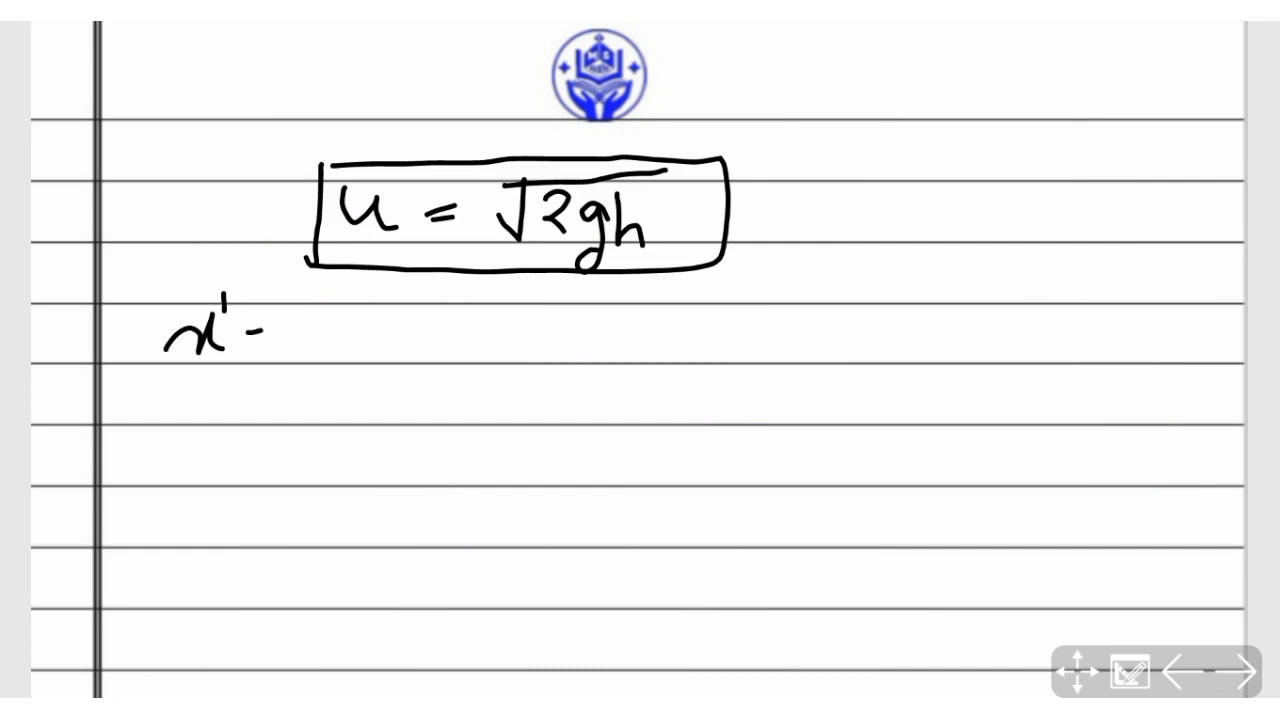 u = √2gh
x' -